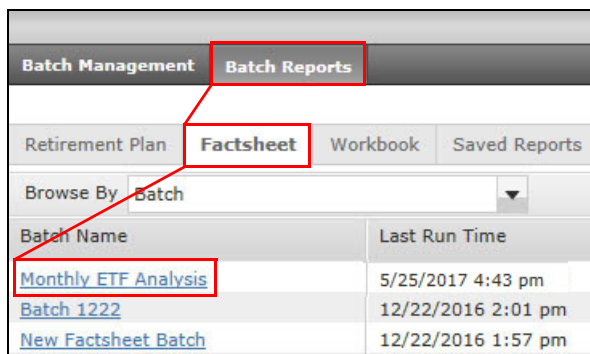 Batch Management Batch Reports
Retirement Plan Factsheet Workbook Saved Reports
Browse By Batch
Batch Name Last Run Time
Monthly ETF Analysis 5/25/2017 4:43 pm
Batch 1222 12/22/2016 2:01 pm
New Factsheet Batch 12/22/2016 1:57 pm